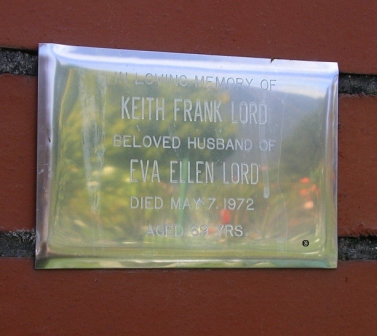 IN LOVING MEMORY OF
KEITH FRANK LORD
BELOVED HUSBAND OF
EVA ELLEN LORD
DIED MAY 7. 1972
AGED YRS.